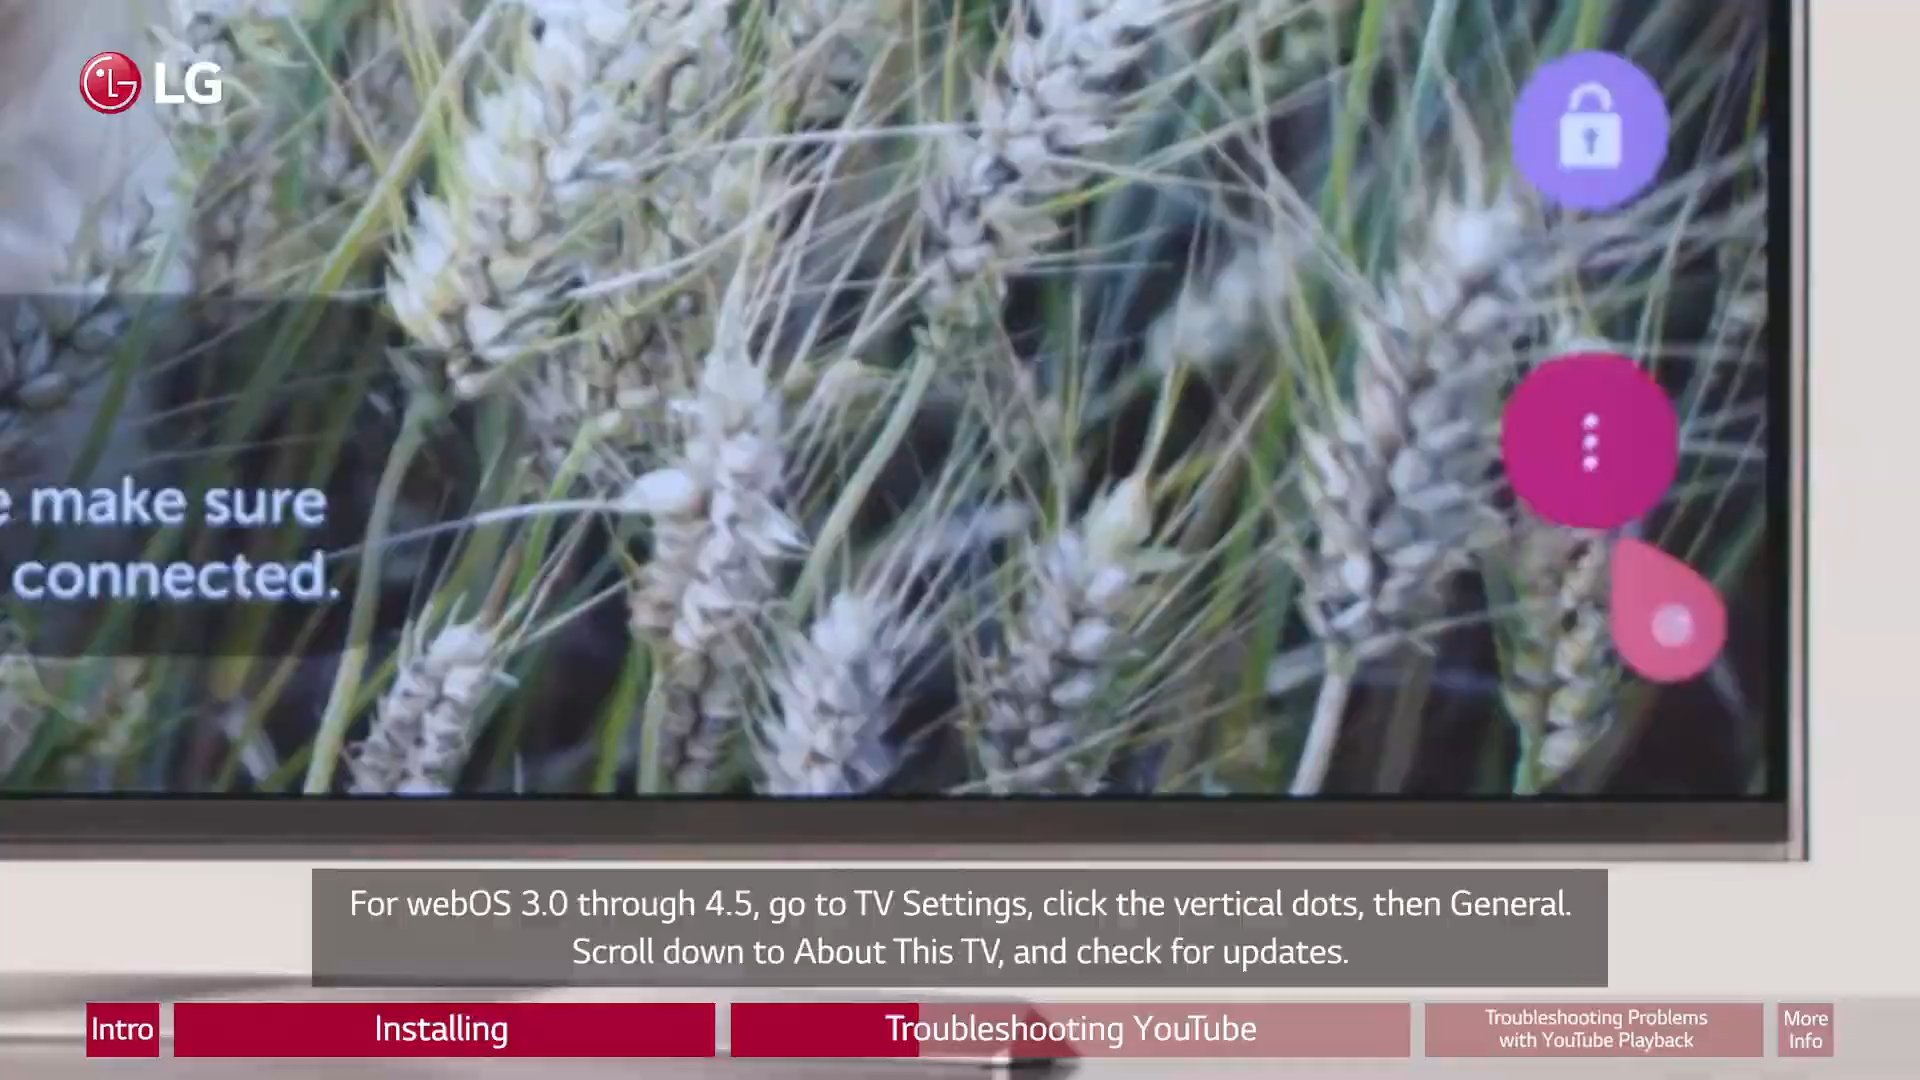 LG
make sure
connected.
For webOS 3.0 through 4.5, go to TV Settings, click the vertical dots, then General.
Scroll down to About This TV, and check for updates.
Intro
Installing
Troubleshooting YouTube
Troubleshooting Problems
with YouTube Playback
More
Info